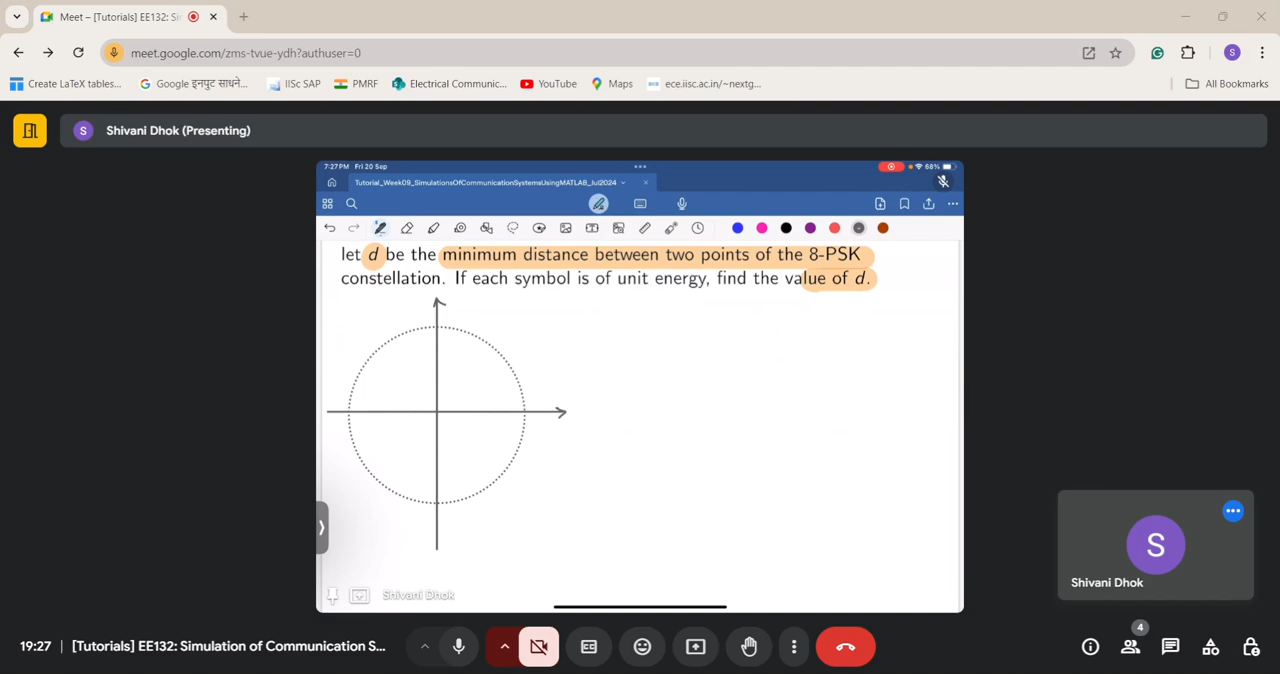 Meet – [Tutorials] EE132: Si
meet.google.com/zms-tvue-ydh?authuser=0
Create LaTeX tables...
Google इनपुट साधने...
IISc SAP
PMRF
Electrical Communic...
YouTube
Maps
ece.iisc.ac.in/~nextg...
All Bookmarks
S
S
Shivani Dhok (Presenting)
7:27 PM Fri 20 Sep
68%
Tutorial_Week09_SimulationsOfCommunicationSystemsUsingMATLAB_Jul2024
let d be the minimum distance between two points of the 8-PSK
constellation. If each symbol is of unit energy, find the value of d.
Shivani Dhok
S
Shivani Dhok
19:27 | [Tutorials] EE132: Simulation of Communication S...
4